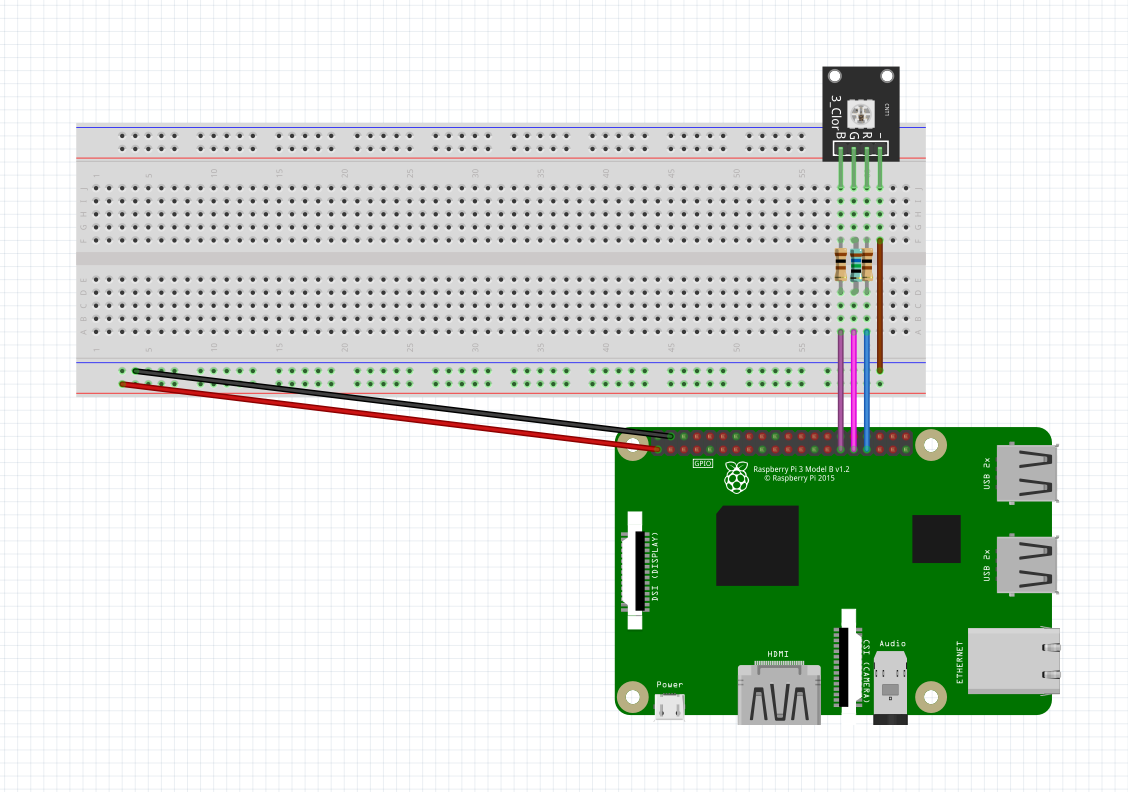 CNT1
3_Clor
B G R -
1 5 10 15 20 25 30 35 40 45 50 55
J J
I I
H H
G G
F F
E E
D D
C C
B B
A A
1 5 10 15 20 25 30 35 40 45 50 55
GPIO
Raspberry Pi 3 Model B v1.2
© Raspberry Pi 2015
USB 2x
DSI (DISPLAY)
USB 2x
HDMI
CSI (CAMERA)
Audio
ETHERNET
Power